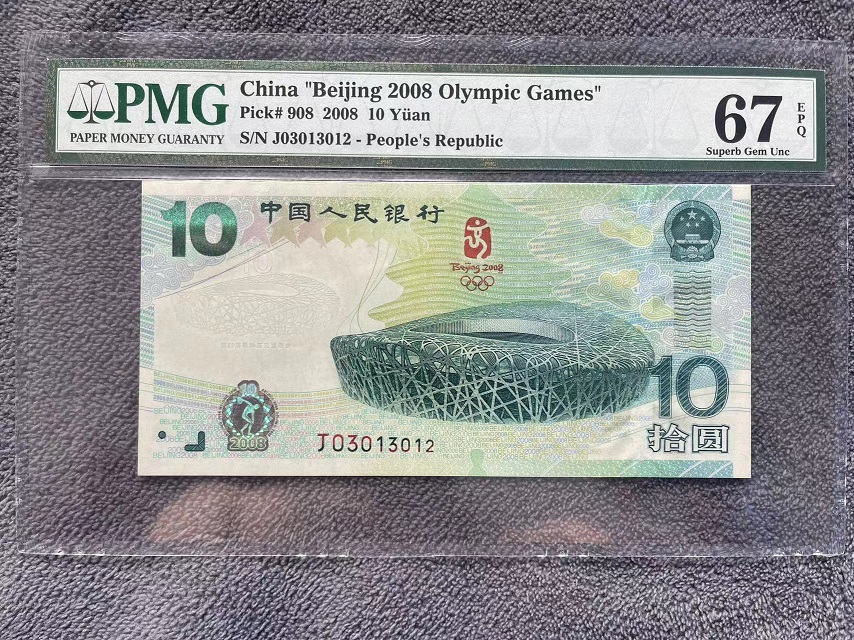 PMG
PAPER MONEY GUARANTY
China "Beijing 2008 Olympic Games"
Pick# 908 2008 10 Yüan
S/N J03013012 - People's Republic
67
EPQ
Superb Gem Unc
10
中国人民银行
Beijing 2008
10
拾圆
2008
J03013012